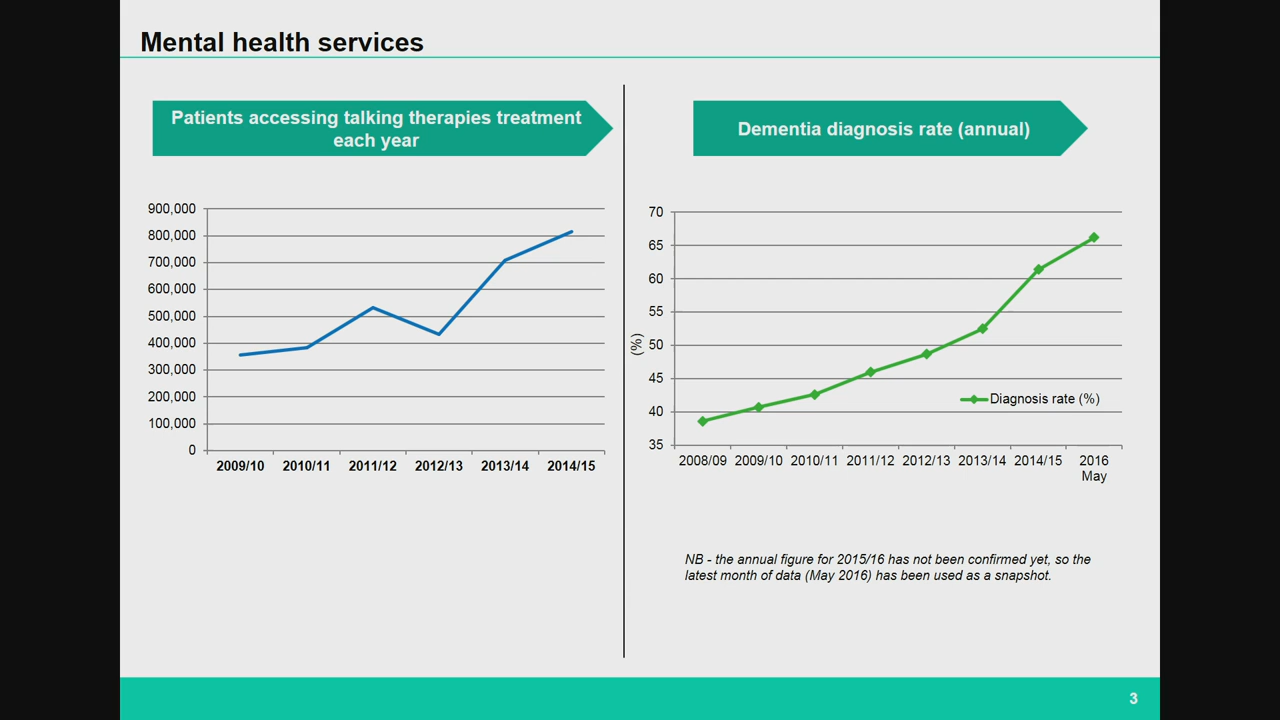 Mental health services
Patients accessing talking therapies treatment
each year
900,000
800,000
700,000
600,000
500,000
400,000
300,000
200,000
100,000
0
2009/10 2010/11 2011/12 2012/13 2013/14 2014/15
Dementia diagnosis rate (annual)
70
65
60
55
50
45
40
35
(%)
Diagnosis rate (%)
2008/09 2009/10 2010/11 2011/12 2012/13 2013/14 2014/15 2016
May
NB - the annual figure for 2015/16 has not been confirmed yet, so the
latest month of data (May 2016) has been used as a snapshot.
3